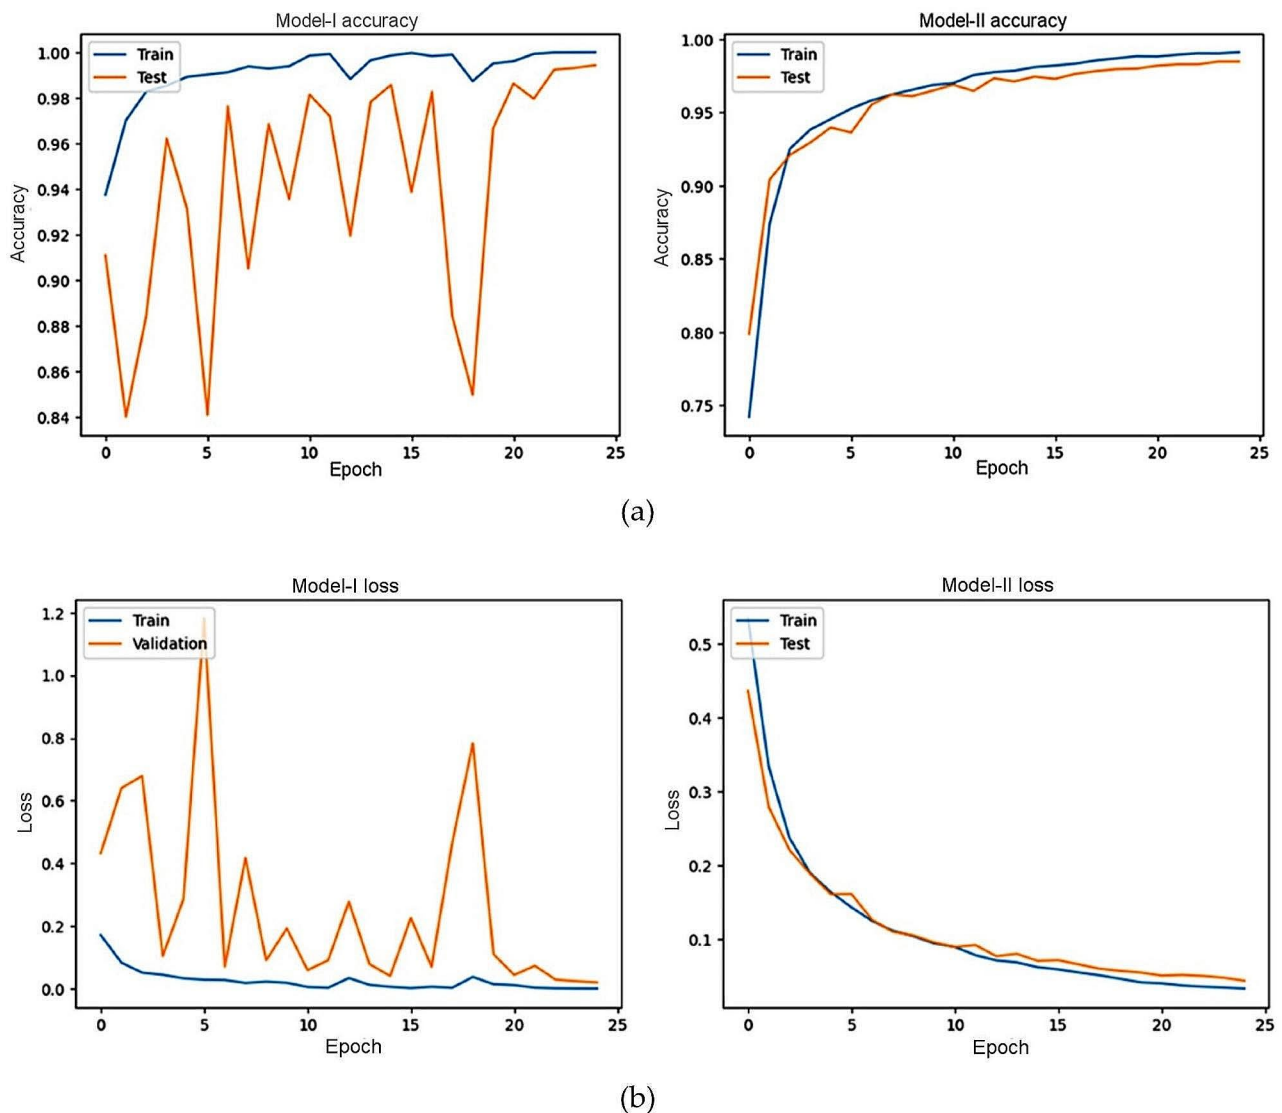 Model-I accuracy
Train
Test
1.00
0.98
0.96
0.94
0.92
0.90
0.88
0.86
0.84
Accuracy
0 5 10 15 20 25
Epoch
Model-II accuracy
Train
Test
1.00
0.95
0.90
0.85
0.80
0.75
Accuracy
0 5 10 15 20 25
Epoch
(a)
Model-I loss
Train
Validation
1.2
1.0
0.8
0.6
0.4
0.2
0.0
Loss
0 5 10 15 20 25
Epoch
Model-II loss
Train
Test
0.5
0.4
0.3
0.2
0.1
Loss
0 5 10 15 20 25
Epoch
(b)